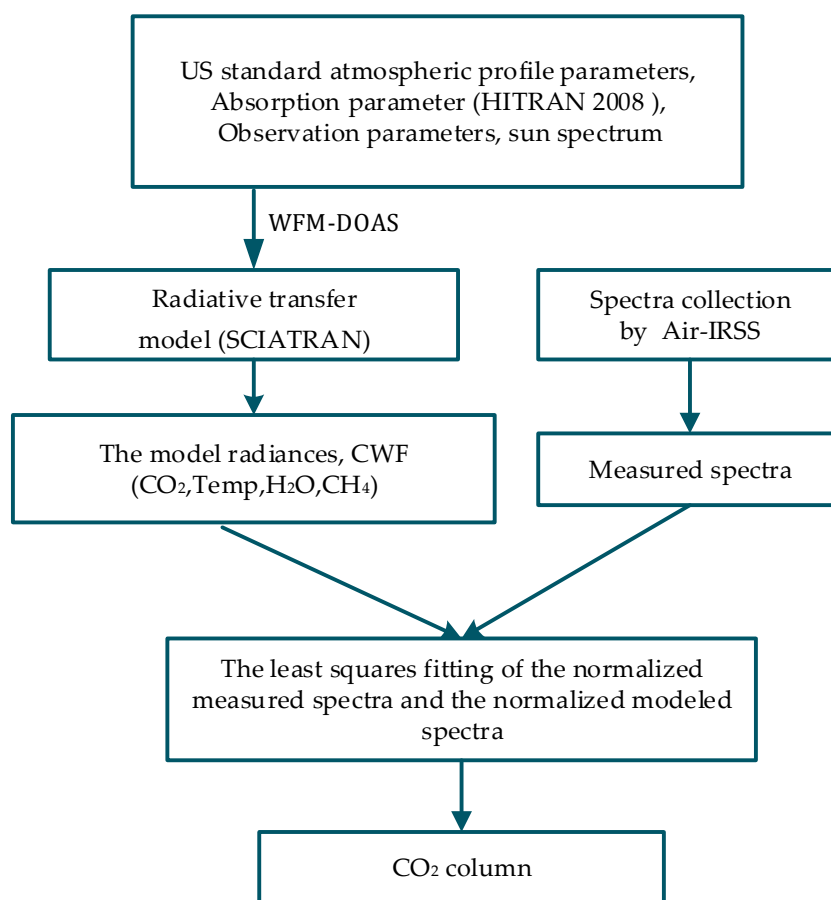 US standard atmospheric profile parameters,
Absorption parameter (HITRAN 2008 ),
Observation parameters, sun spectrum
WFM-DOAS
Radiative transfer
model (SCIATRAN)
Spectra collection
by Air-IRSS
The model radiances, CWF
(CO₂,Temp,H₂O,CH₄)
Measured spectra
The least squares fitting of the normalized
measured spectra and the normalized modeled
spectra
CO₂ column